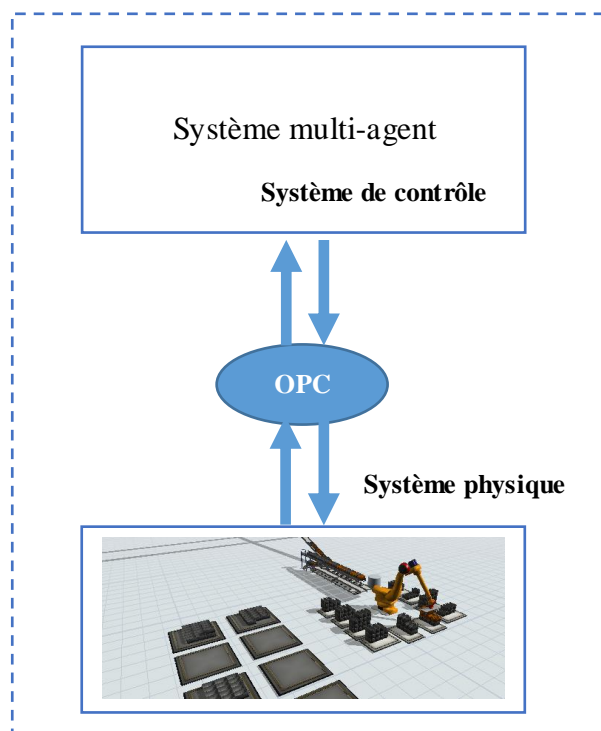 Système multi-agent
Système de contrôle
OPC
Système physique